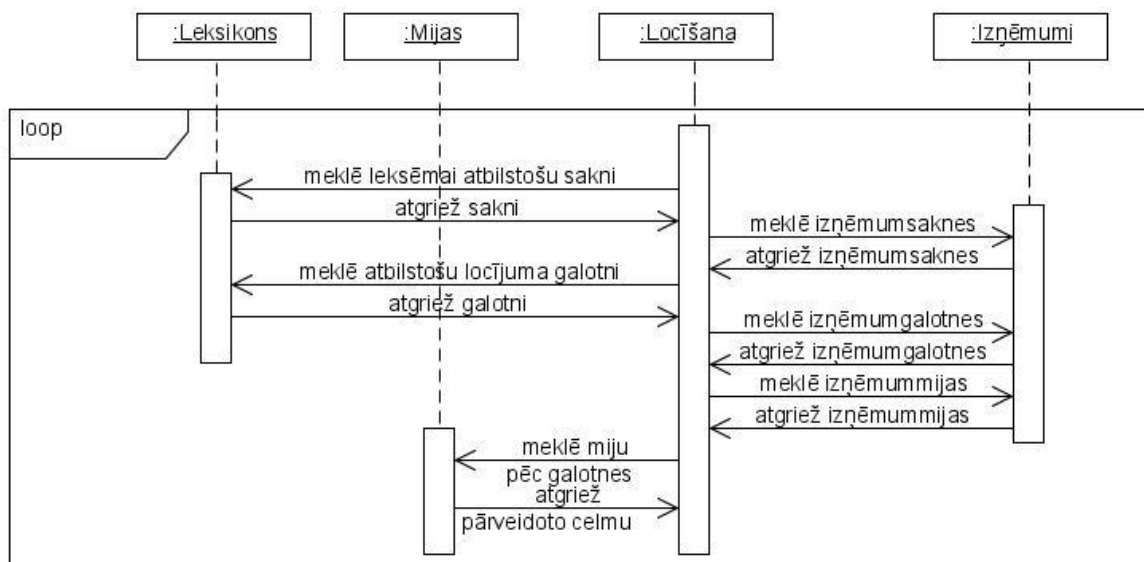 :Leksikons
:Mijas
:Locīšana
:Izņēmumi
loop
meklē leksēmai atbilstošu sakni
atgriež sakni
meklē izņēmumsaknes
atgriež izņēmumsaknes
meklē atbilstošu locījuma galotni
atgriež galotni
meklē izņēmumgalotnes
atgriež izņēmumgalotnes
meklē izņēmummijas
atgriež izņēmummijas
meklē miju
pēc galotnes
atgriež
pārveidoto celmu